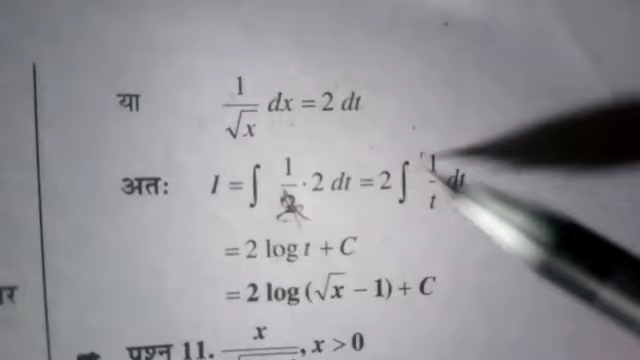 या 1/√x dx = 2 dt
अतः I = ∫ 1/ · 2 dt = 2 ∫ 1/t dt
= 2 log t + C
= 2 log (√x − 1) + C
प्रश्न 11. x/√ , x > 0